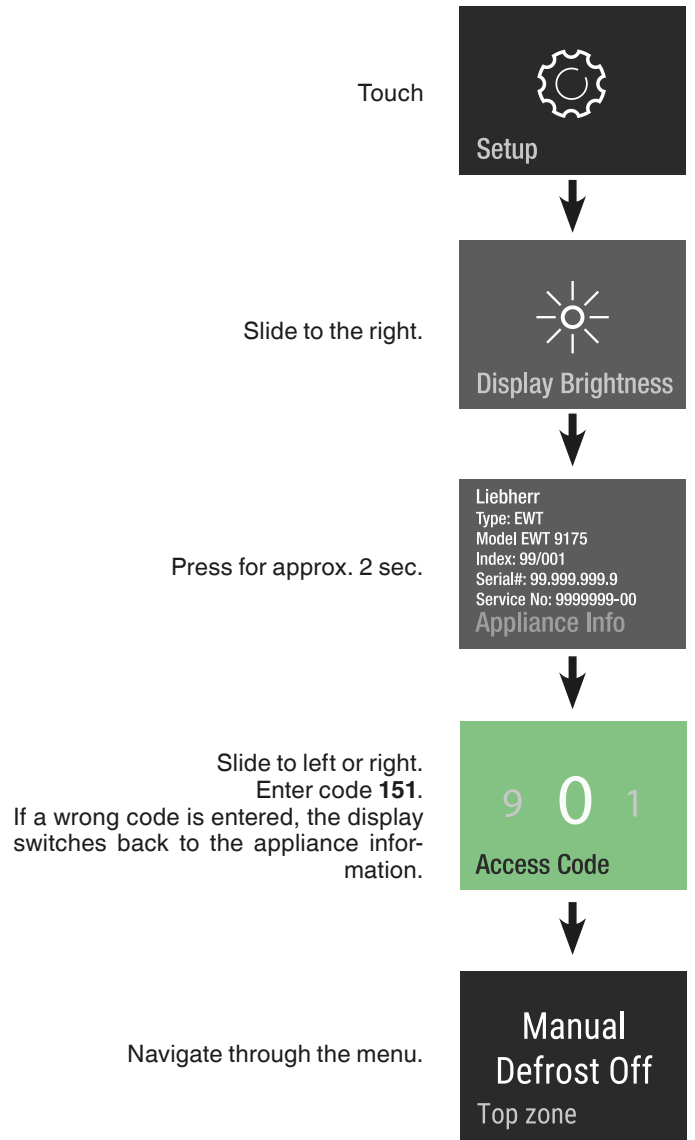 Touch
Setup
Slide to the right.
Display Brightness
Press for approx. 2 sec.
Liebherr
Type: EWT
Model EWT 9175
Index: 99/001
Serial#: 99.999.999.9
Service No: 9999999-00
Appliance Info
Slide to left or right.
Enter code 151.
If a wrong code is entered, the display
switches back to the appliance infor-
mation.
9 0 1
Access Code
Navigate through the menu.
Manual
Defrost Off
Top zone